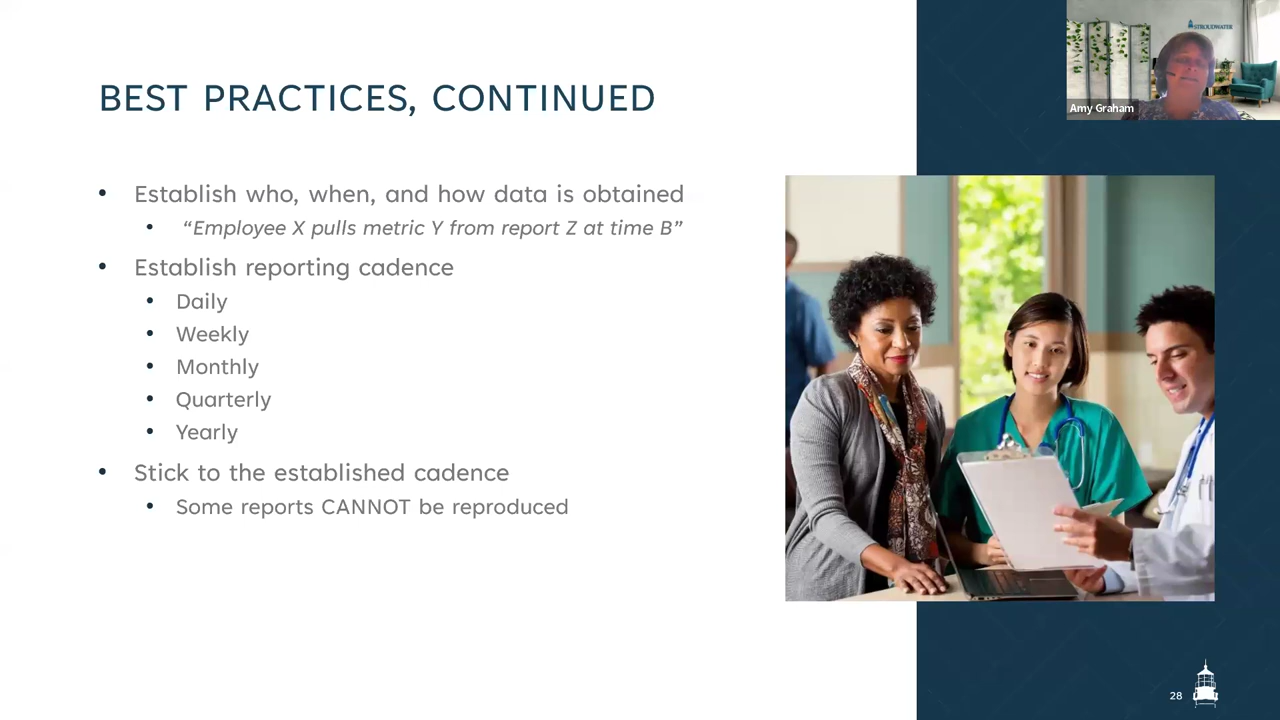 STROUDWATER
Amy Graham
BEST PRACTICES, CONTINUED
• Establish who, when, and how data is obtained
• “Employee X pulls metric Y from report Z at time B”
• Establish reporting cadence
• Daily
• Weekly
• Monthly
• Quarterly
• Yearly
• Stick to the established cadence
• Some reports CANNOT be reproduced
28